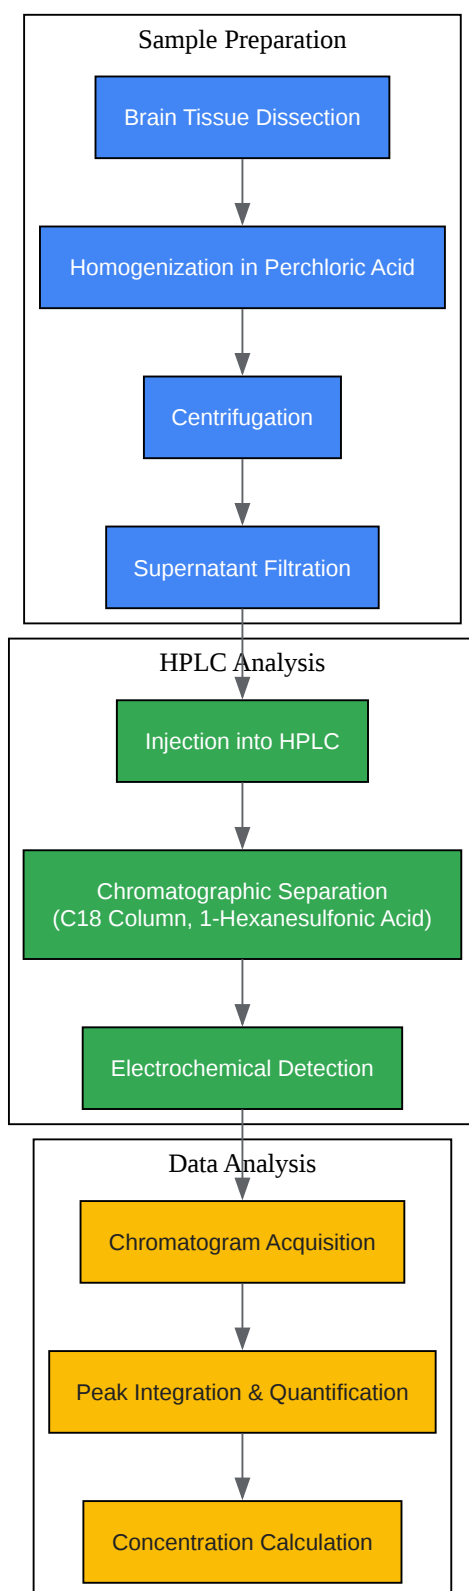 Sample Preparation
Brain Tissue Dissection
Homogenization in Perchloric Acid
Centrifugation
Supernatant Filtration
HPLC Analysis
Injection into HPLC
Chromatographic Separation
(C18 Column, 1-Hexanesulfonic Acid)
Electrochemical Detection
Data Analysis
Chromatogram Acquisition
Peak Integration & Quantification
Concentration Calculation